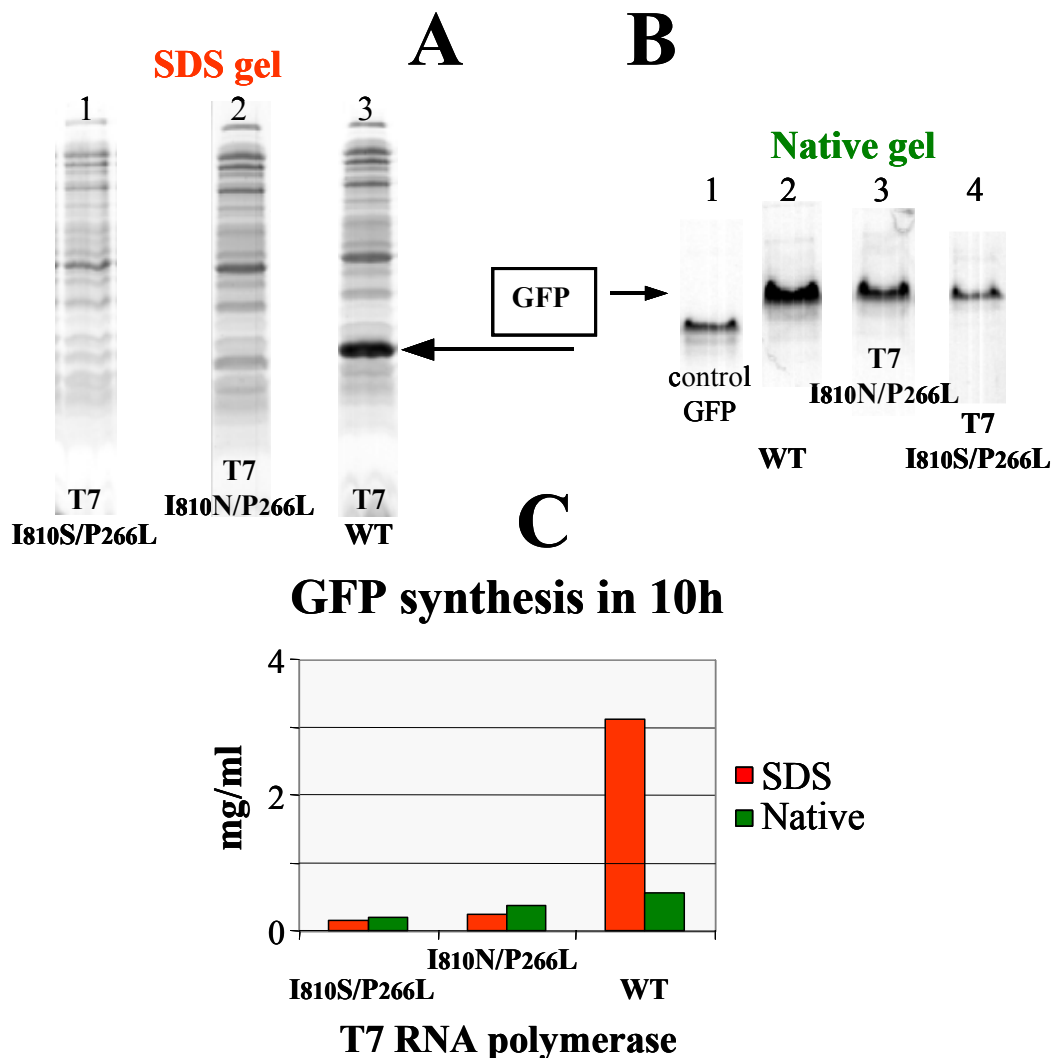 A
B
SDS gel
1
2
3
T7
I810S/P266L
T7
I810N/P266L
T7
WT
GFP
Native gel
1
2
3
4
control
GFP
WT
T7
I810N/P266L
T7
I810S/P266L
C
GFP synthesis in 10h
4
2
0
mg/ml
SDS
Native
I810S/P266L
I810N/P266L
WT
T7 RNA polymerase